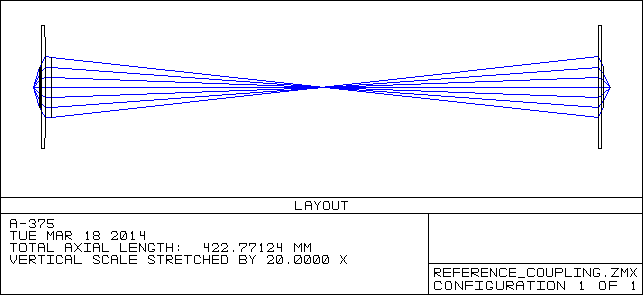 LAYOUT
A-375
TUE MAR 18 2014
TOTAL AXIAL LENGTH:  422.77124 MM
VERTICAL SCALE STRETCHED BY 20.0000 X
REFERENCE_COUPLING.ZMX
CONFIGURATION 1 OF 1